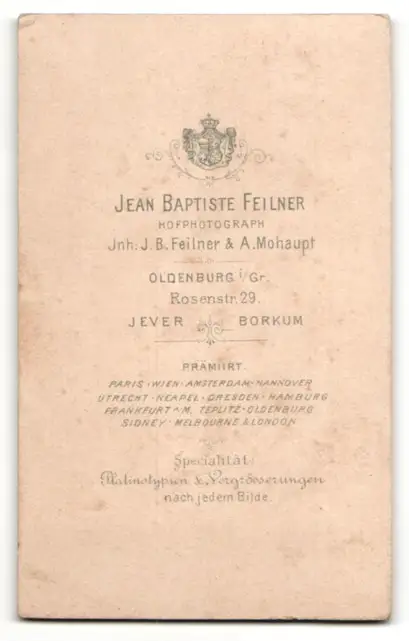 JEAN BAPTISTE FEILNER
HOFPHOTOGRAPH
Jnh: J. B. Feilner & A. Mohaupt
OLDENBURG i/Gr.
Rosenstr. 29.
JEVER BORKUM
PRÄMIIRT.
PARIS · WIEN · AMSTERDAM · HANNOVER
UTRECHT · NEAPEL · DRESDEN · HAMBURG
FRANKFURT A/M. TEPLITZ · OLDENBURG
SIDNEY · MELBOURNE & LONDON
Specialität:
Platinotypien & Vergrösserungen
nach jedem Bilde.